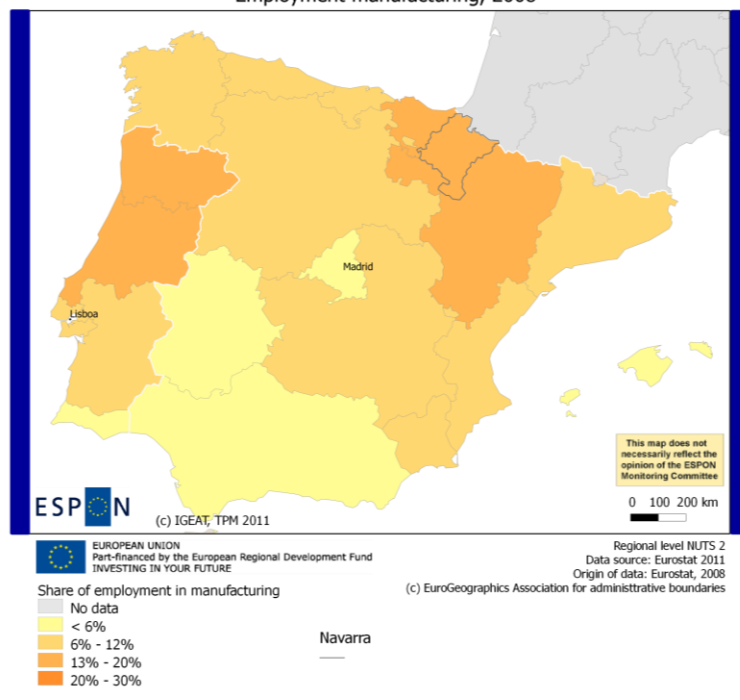 Employment manufacturing, 2008
Madrid
Lisboa
This map does not
necessarily reflect the
opinion of the ESPON
Monitoring Committee
0 100 200 km
ESPON
(c) IGEAT, TPM 2011
EUROPEAN UNION
Part-financed by the European Regional Development Fund
INVESTING IN YOUR FUTURE
Regional level NUTS 2
Data source: Eurostat 2011
Origin of data: Eurostat, 2008
(c) EuroGeographics Association for administtrative boundaries
Share of employment in manufacturing
No data
< 6%
6% - 12%
13% - 20%
20% - 30%
Navarra